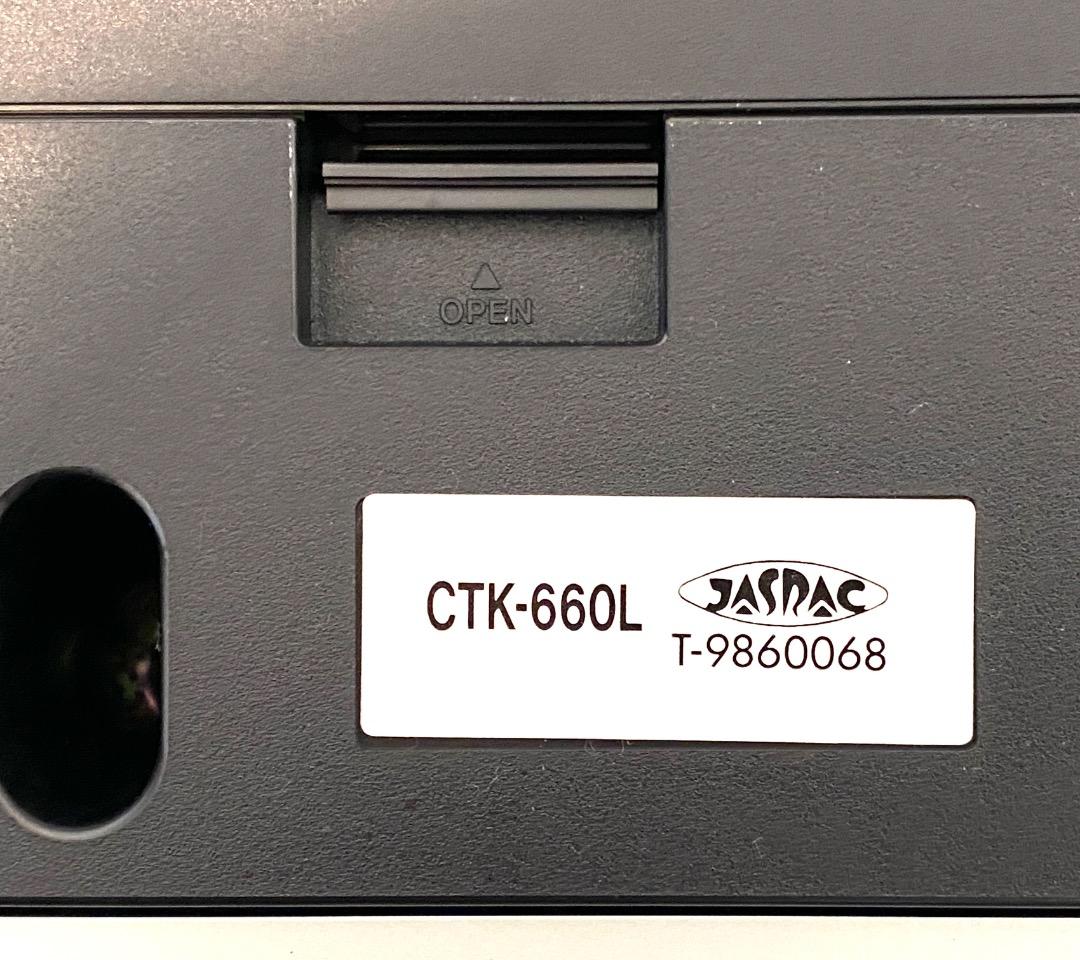 △
OPEN
CTK-660L
JASRAC
T-9860068